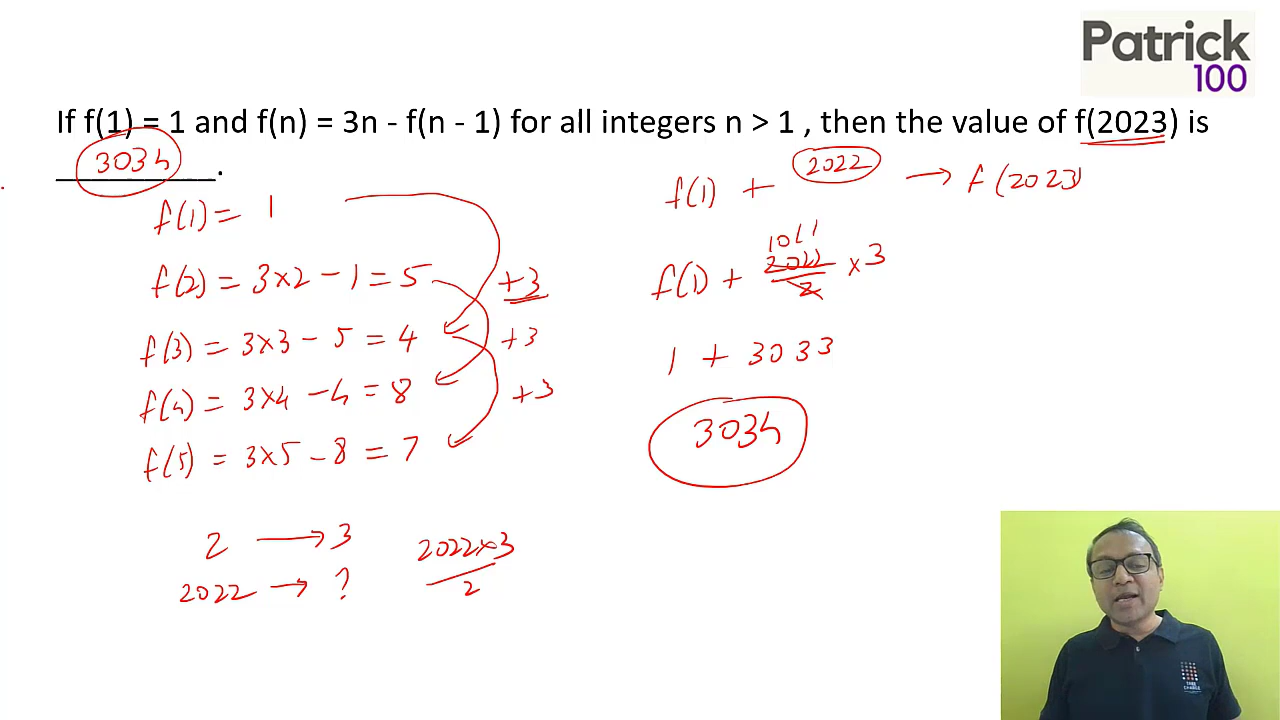 Patrick
100
If f(1) = 1 and f(n) = 3n - f(n - 1) for all integers n > 1 , then the value of f(2023) is
3034
__________.
f(1) = 1
f(2) = 3×2 - 1 = 5
+3
f(3) = 3×3 - 5 = 4
+3
f(4) = 3×4 - 4 = 8
+3
f(5) = 3×5 - 8 = 7
2 → 3
2022 → ?
2022×3
2
f(1) + 2022 → f(2023)
1011
f(1) + 2022 × 3
2
1 + 3033
3034